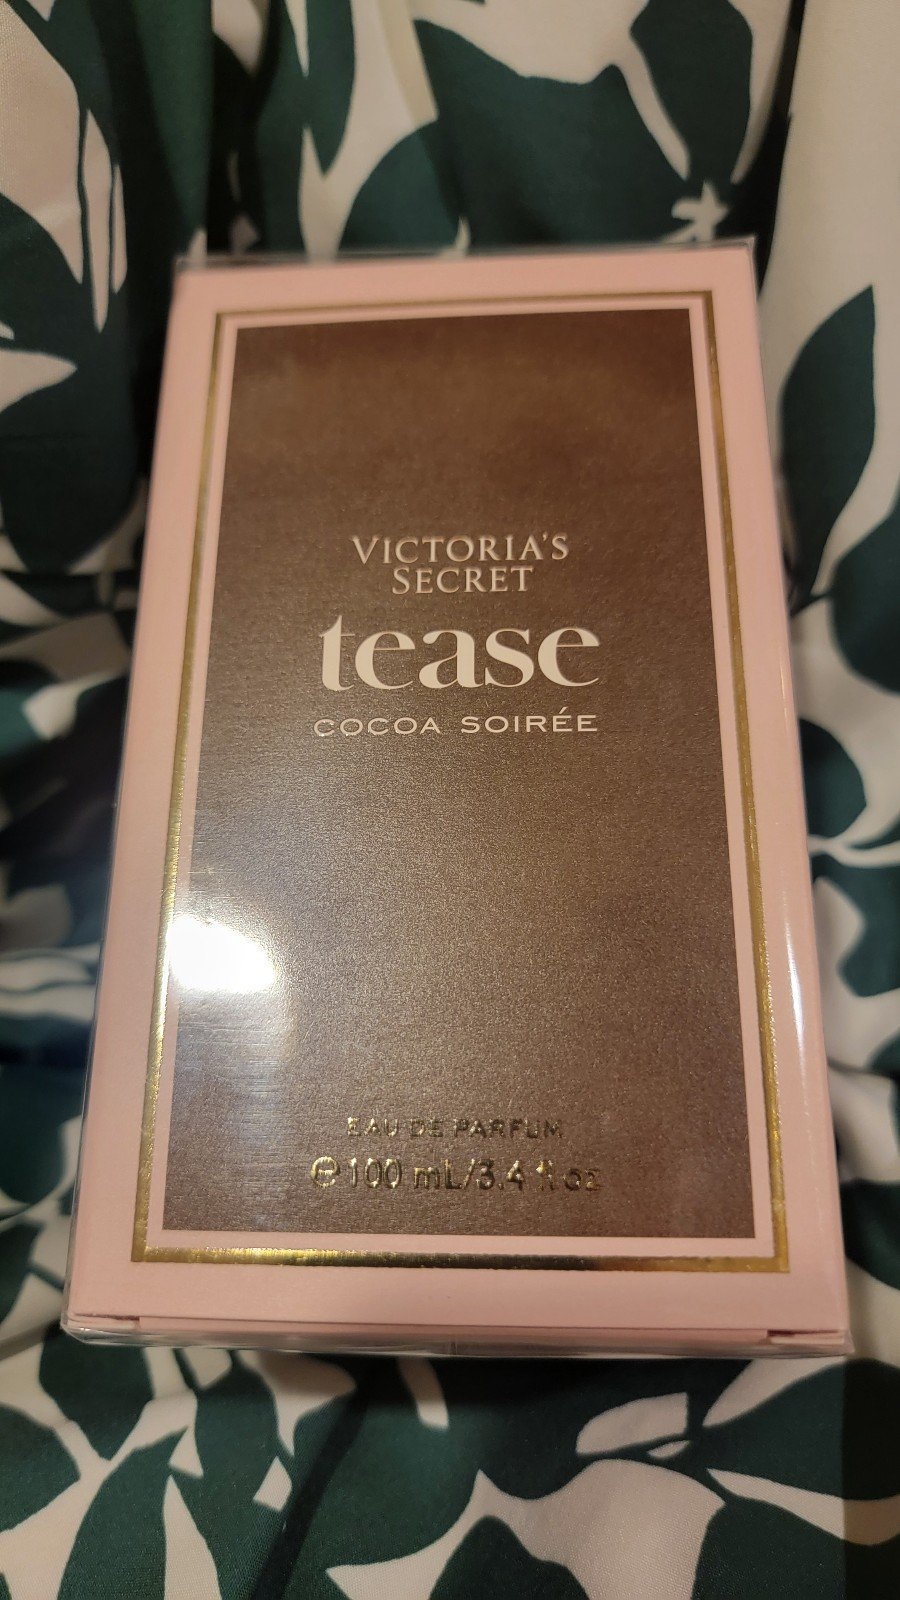 VICTORIA'S
SECRET
tease
COCOA SOIRÉE
EAU DE PARFUM
℮ 100 mL/3.4 fl oz